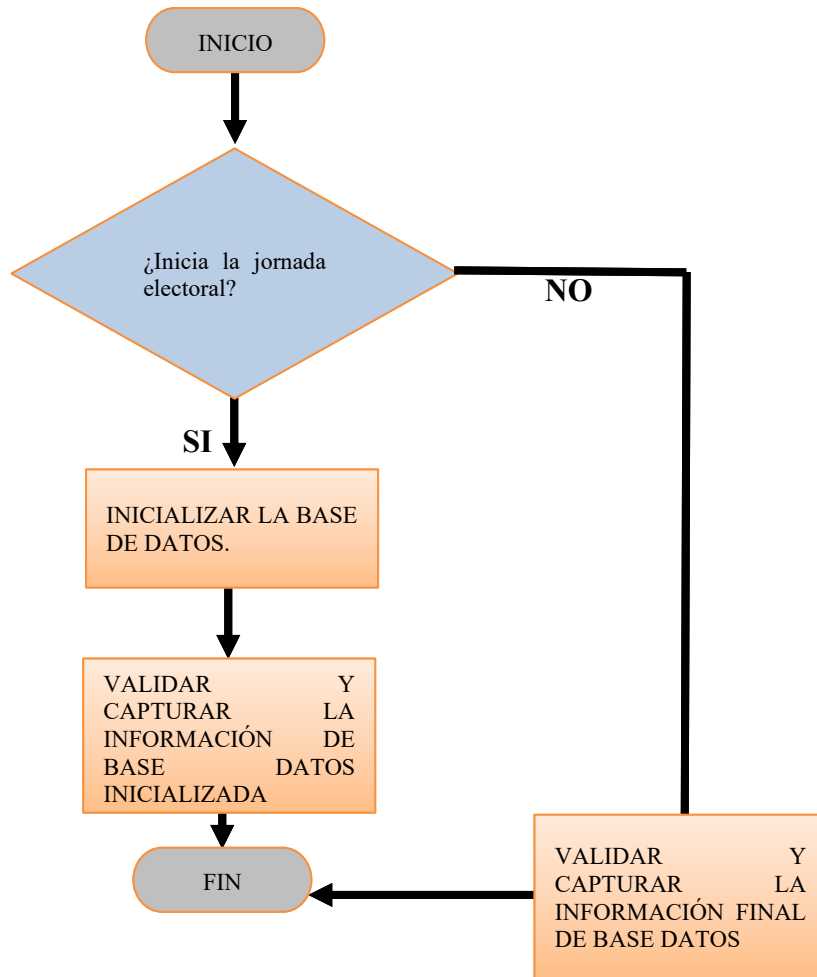 INICIO
¿Inicia la jornada
electoral?
NO
SI
INICIALIZAR LA BASE
DE DATOS.
VALIDAR Y
CAPTURAR LA
INFORMACIÓN DE
BASE DATOS
INICIALIZADA
FIN
VALIDAR Y
CAPTURAR LA
INFORMACIÓN FINAL
DE BASE DATOS